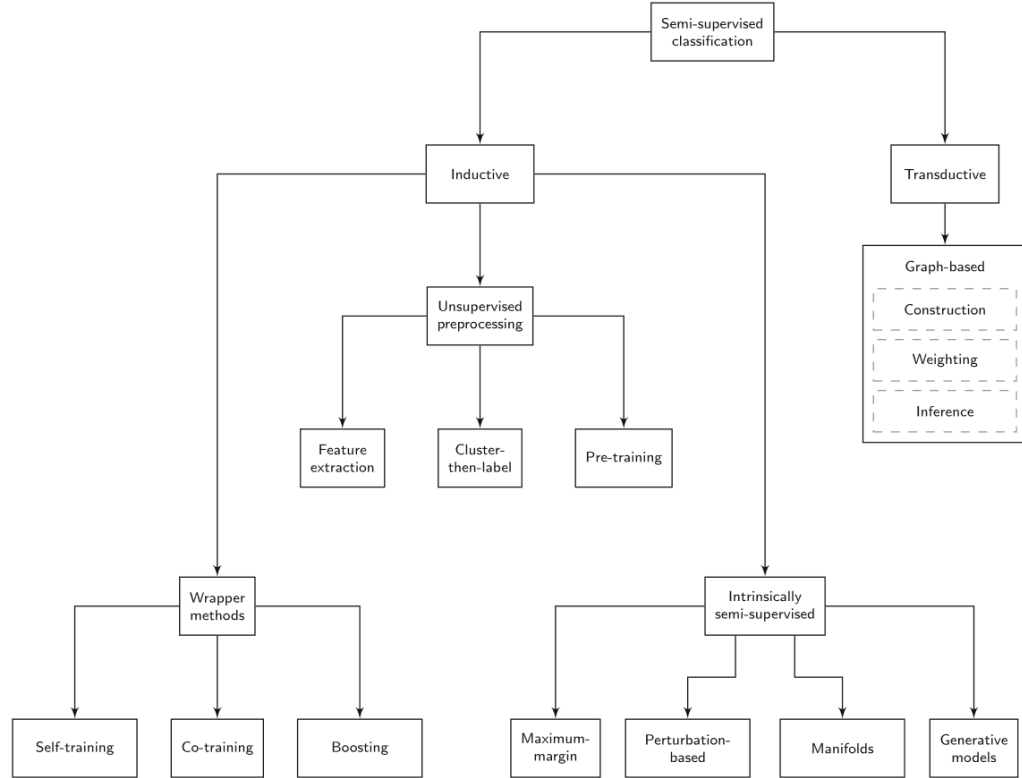 Semi-supervised
classification
Inductive
Transductive
Graph-based
Construction
Weighting
Inference
Unsupervised
preprocessing
Feature
extraction
Cluster-
then-label
Pre-training
Wrapper
methods
Intrinsically
semi-supervised
Self-training
Co-training
Boosting
Maximum-
margin
Perturbation-
based
Manifolds
Generative
models